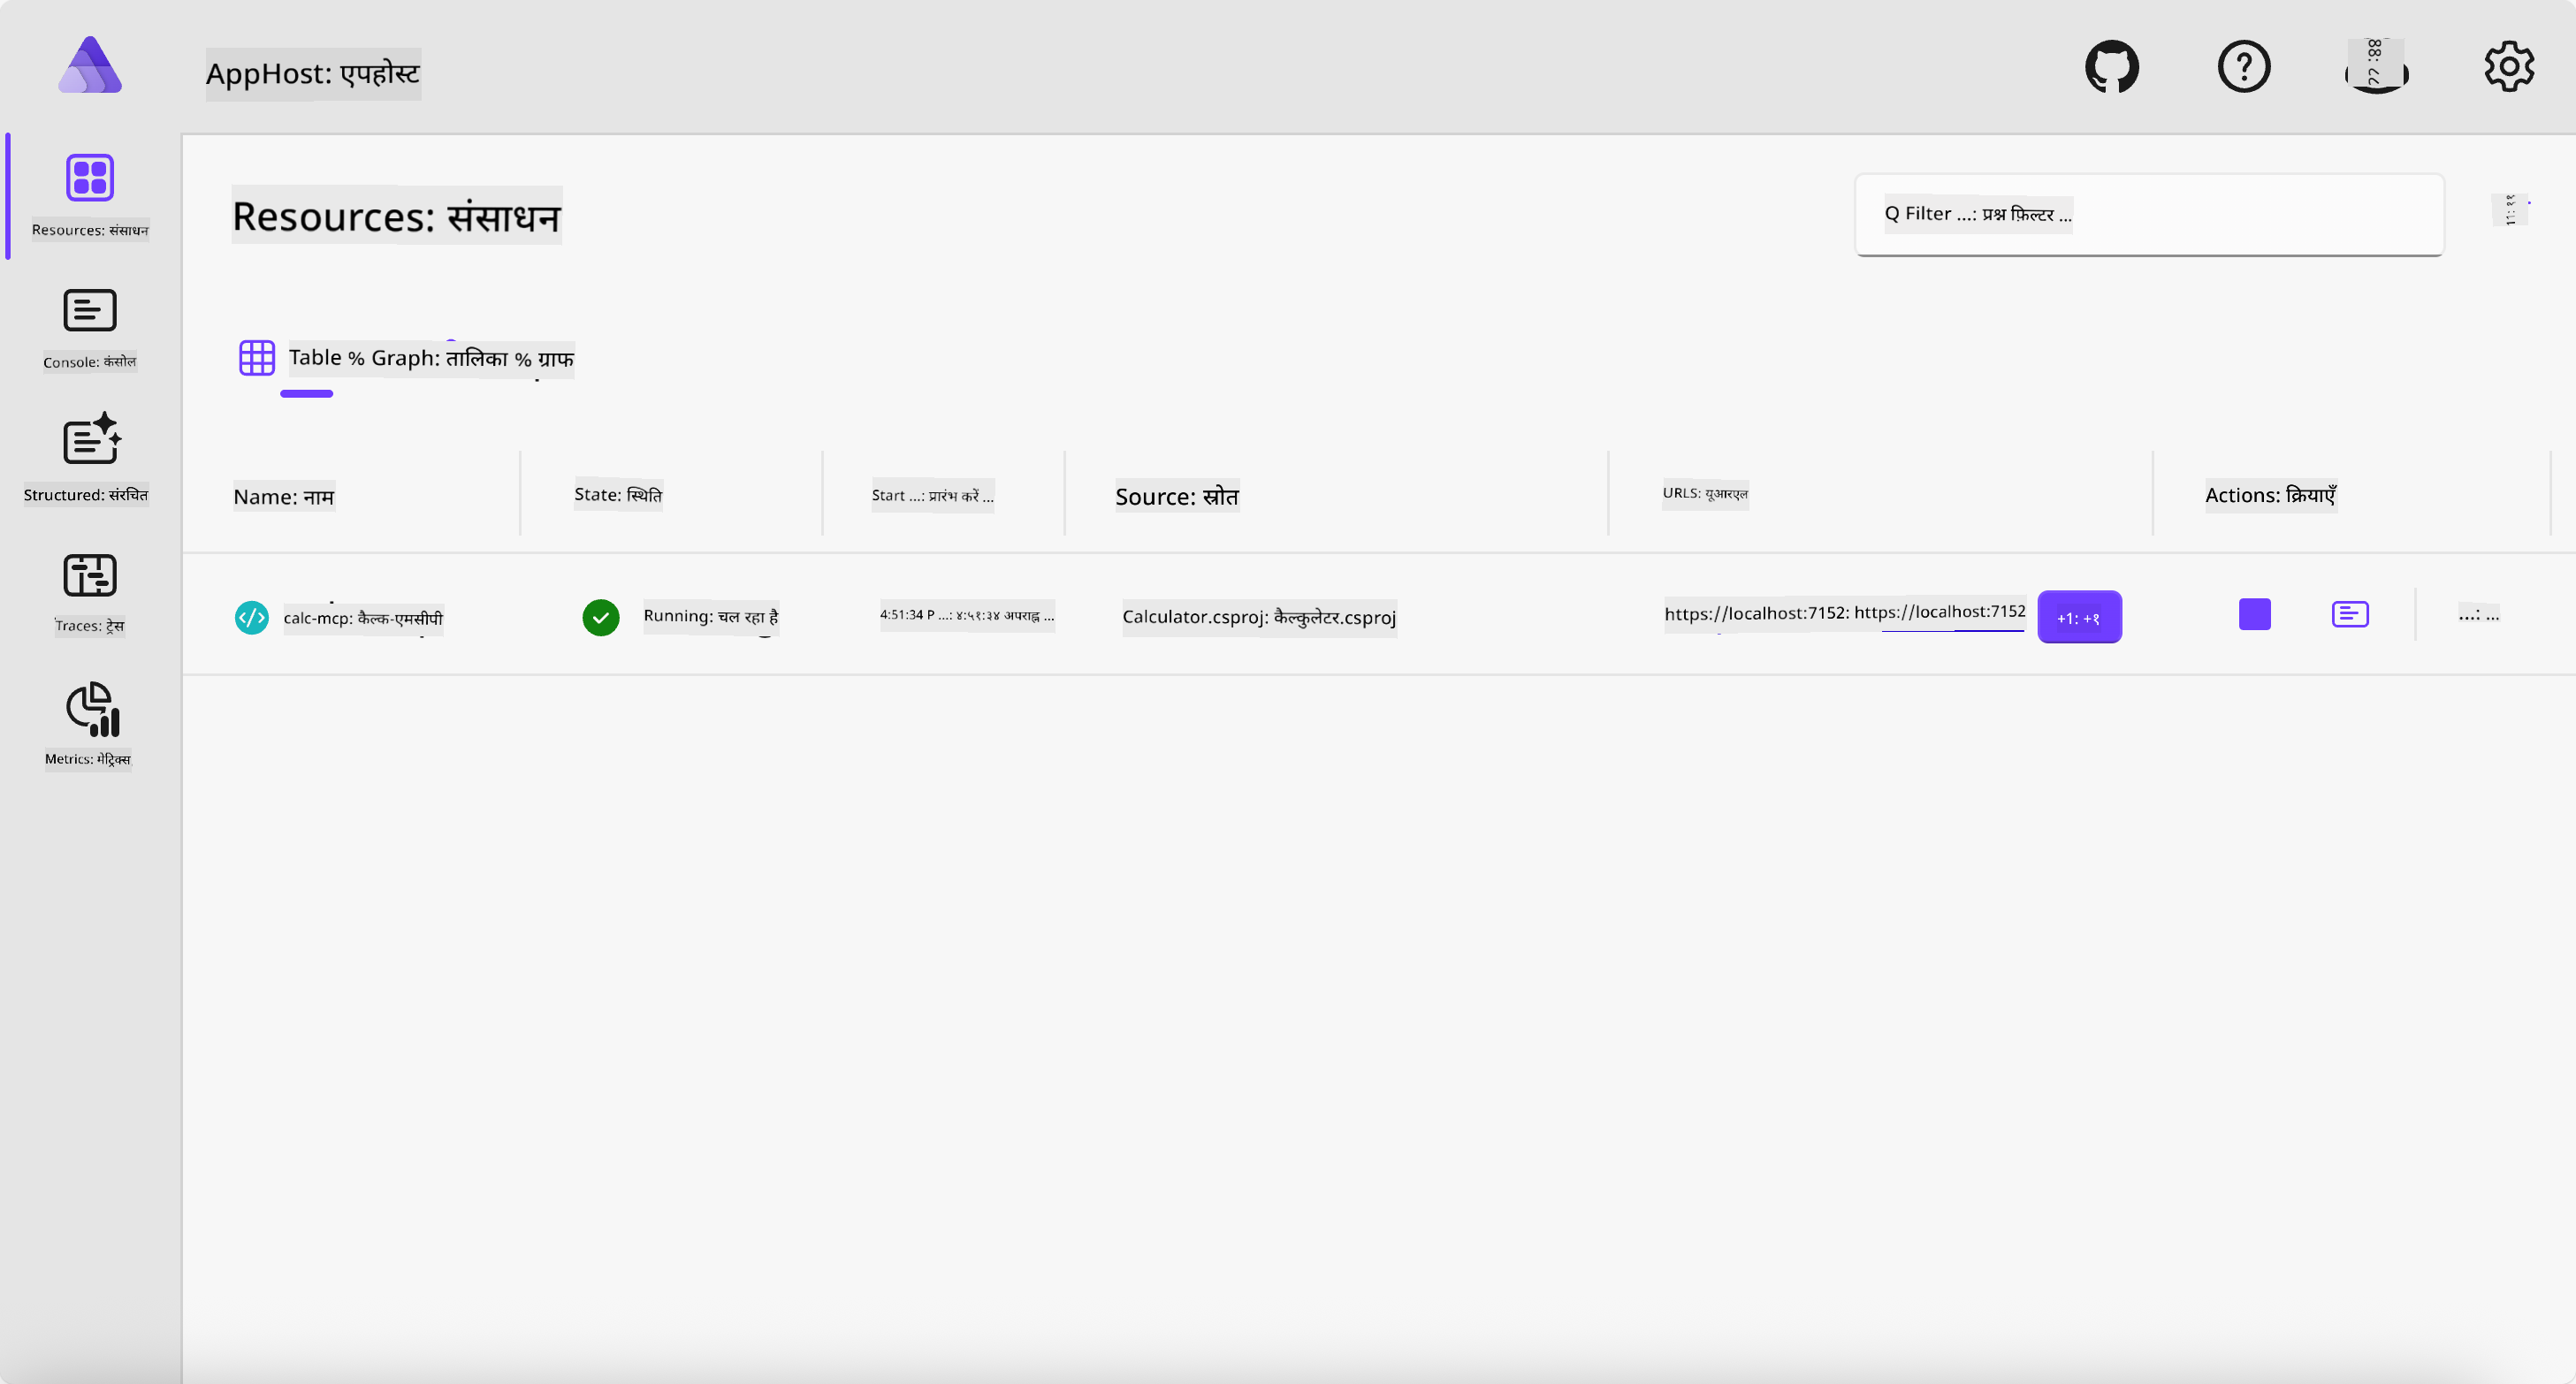 AppHost: एपहोस्ट
Resources: संसाधन
Console: कंसोल
Structured: संरचित
Traces: ट्रेस
Metrics: मेट्रिक्स
Resources: संसाधन
Q Filter ...: प्रश्न फ़िल्टर ...
Table % Graph: तालिका % ग्राफ
Name: नाम
State: स्थिति
Start ...: प्रारंभ करें ...
Source: स्रोत
URLS: यूआरएल
Actions: क्रियाएँ
calc-mcp: कैल्क-एमसीपी
Running: चल रहा है
4:51:34 P ...: ४:५१:३४ अपराह्न ...
Calculator.csproj: कैल्कुलेटर.csproj
https://localhost:7152: https://localhost:7152
+1: +१
...: ...